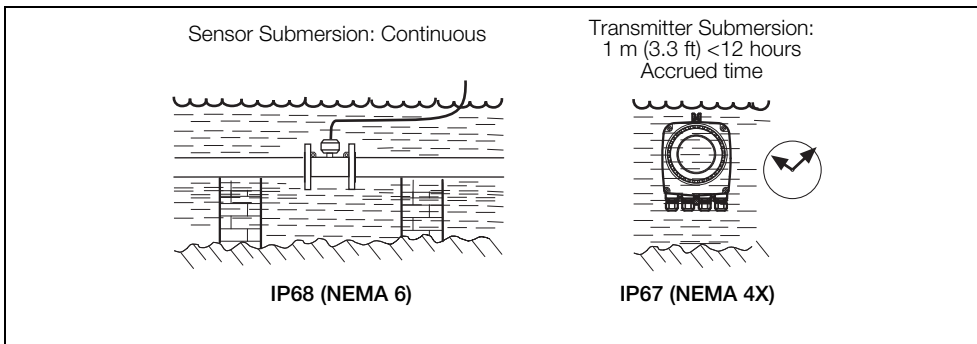 Sensor Submersion: Continuous
Transmitter Submersion:
1 m (3.3 ft) <12 hours
Accrued time
IP68 (NEMA 6)
IP67 (NEMA 4X)